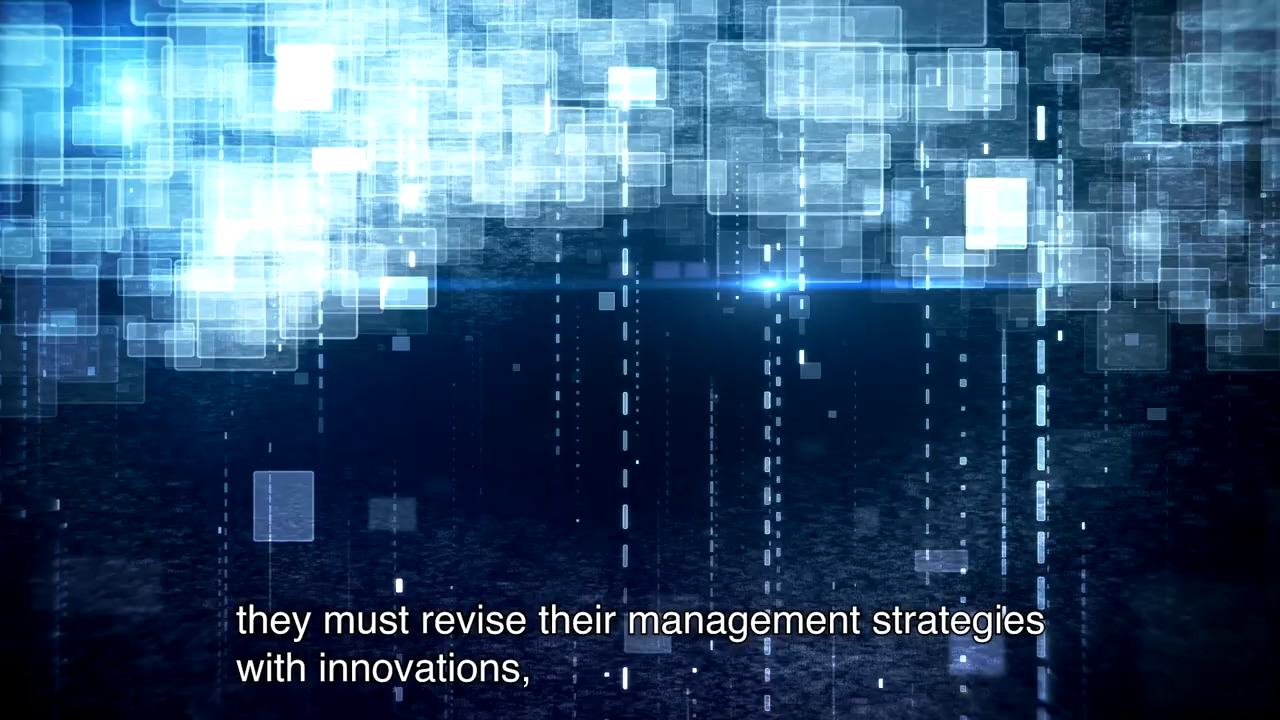 they must revise their management strategies
with innovations,